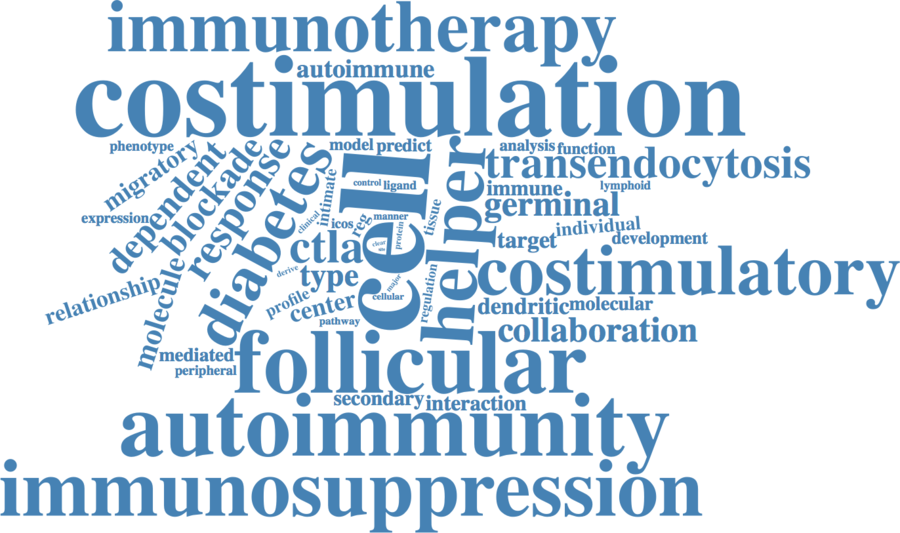 immunotherapy
autoimmune
costimulation
phenotype
migratory
dependent
blockade
response
diabetes
model
predict
cell
helper
analysis
function
transendocytosis
immune
lymphoid
germinal
control
ligand
intimate
clinical
expression
icos
reg
manner
tissue
protein
clear
ctla
target
individual
development
costimulatory
derive
type
major
cellular
regulation
relationship
molecule
profile
center
pathway
dendritic
molecular
collaboration
mediated
peripheral
follicular
secondary
interaction
autoimmunity
immunosuppression